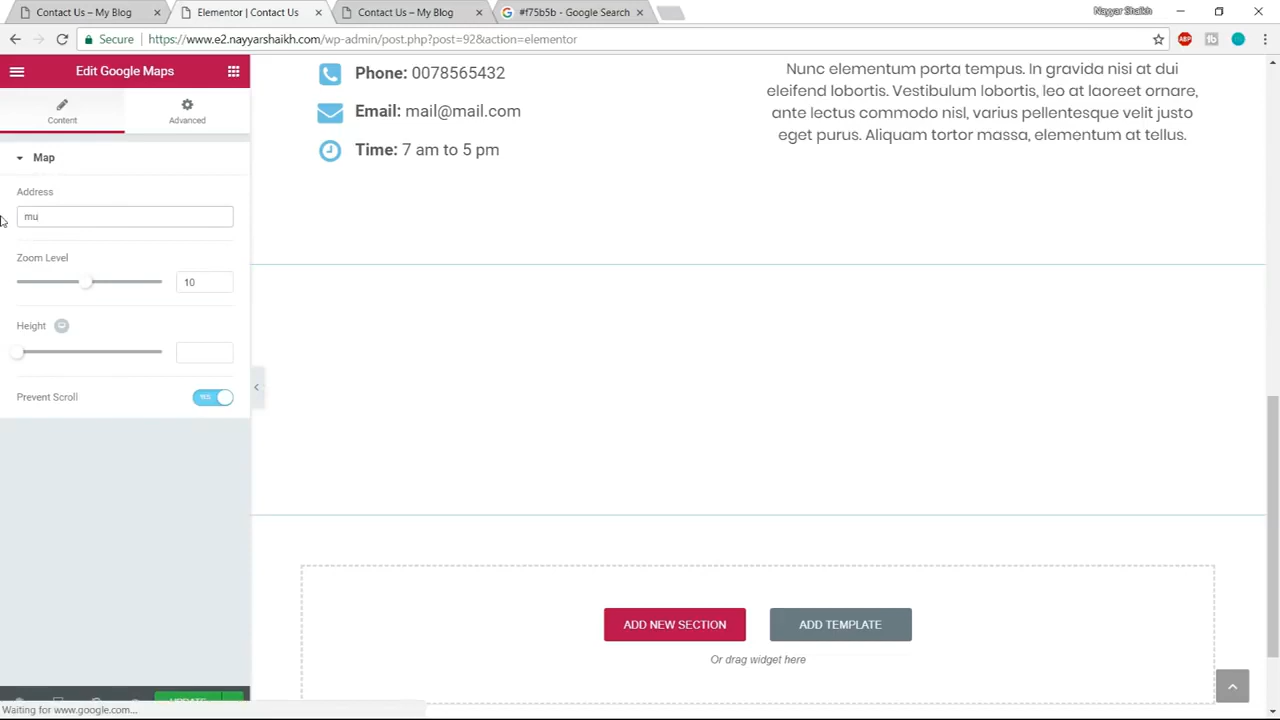 Contact Us – My Blog
Elementor | Contact Us
Contact Us – My Blog
#f75b5b - Google Search
Nayyar Shaikh
Secure
https://www.e2.nayyarshaikh.com/wp-admin/post.php?post=92&action=elementor
ABP
Edit Google Maps
Content
Advanced
Map
Address
mu
Zoom Level
10
Height
Prevent Scroll
YES
Phone: 0078565432
Email: mail@mail.com
Time: 7 am to 5 pm
Nunc elementum porta tempus. In gravida nisi at dui
eleifend lobortis. Vestibulum lobortis, leo at laoreet ornare,
ante lectus commodo nisl, varius pellentesque velit justo
eget purus. Aliquam tortor massa, elementum at tellus.
ADD NEW SECTION
ADD TEMPLATE
Or drag widget here
UPDATE
Waiting for www.google.com...